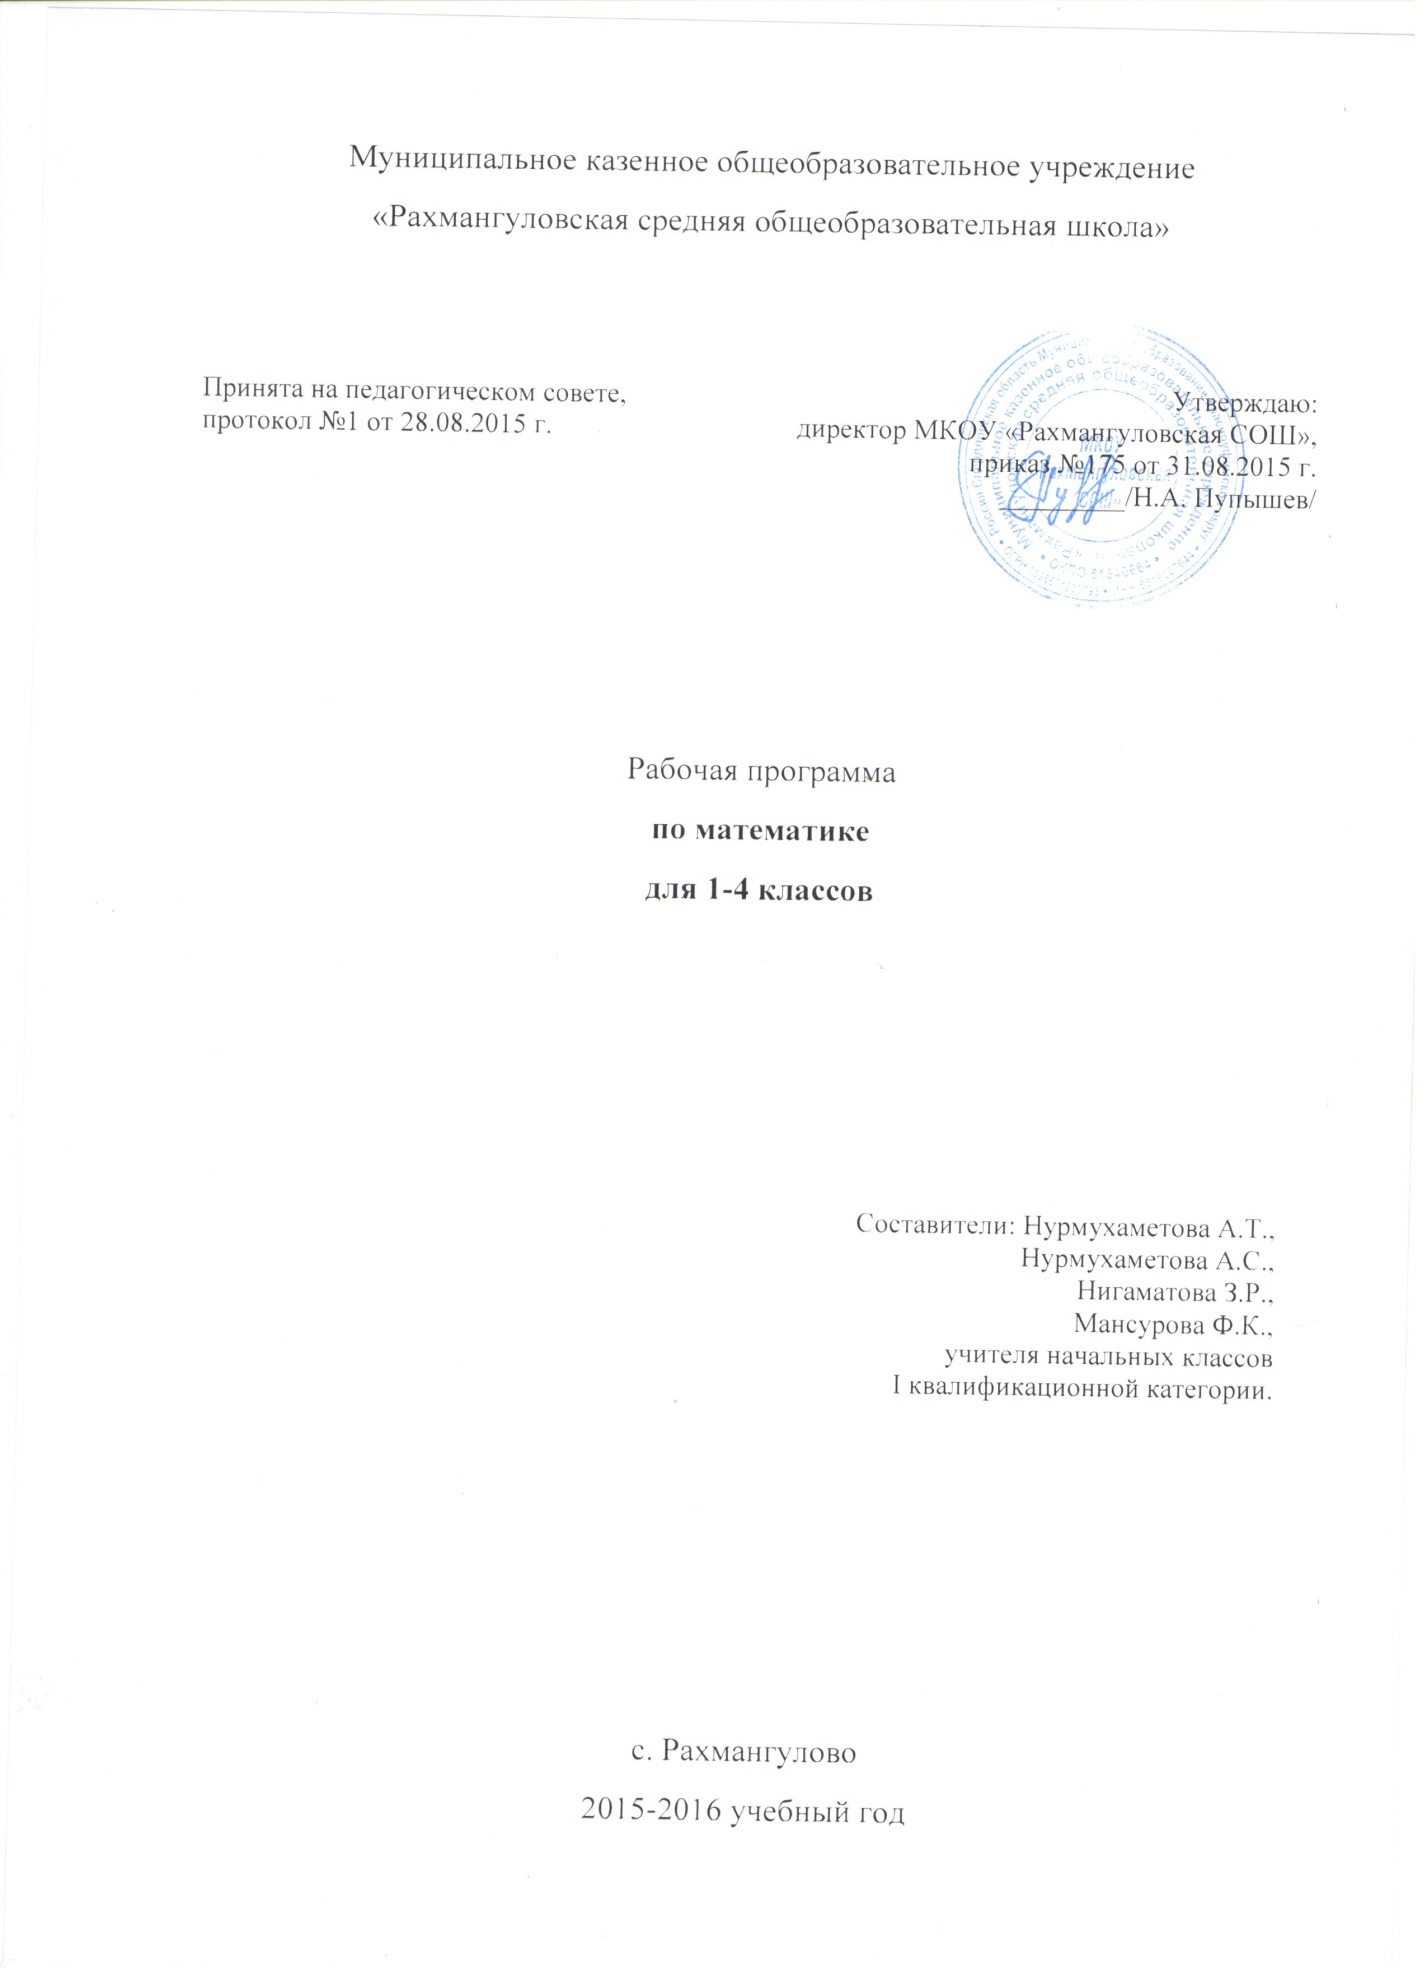 Муниципальное казенное общеобразовательное учреждение
«Рахмангуловская средняя общеобразовательная школа»
Принята на педагогическом совете,
протокол №1 от 28.08.2015 г.
Утверждаю:
директор МКОУ «Рахмангуловская СОШ»,
приказ №175 от 31.08.2015 г.
/Н.А. Пупышев/
МКОУ
Рабочая программа
по математике
для 1-4 классов
Составители: Нурмухаметова А.Т.,
Нурмухаметова А.С.,
Нигаматова З.Р.,
Мансурова Ф.К.,
учителя начальных классов
I квалификационной категории.
с. Рахмангулово
2015-2016 учебный год